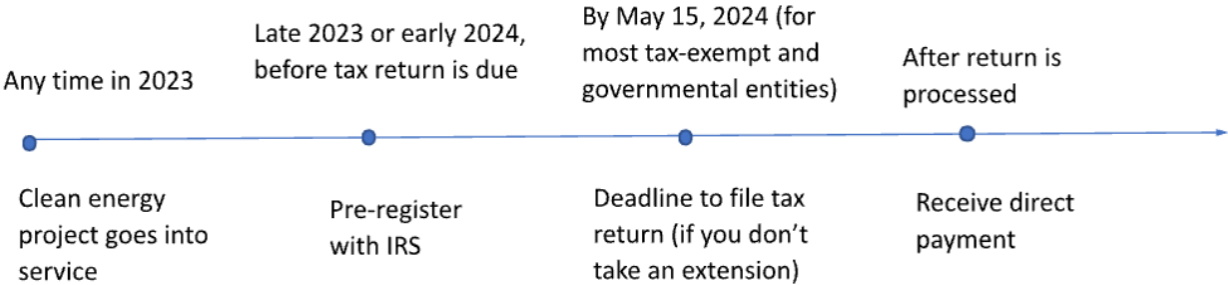 Any time in 2023
Late 2023 or early 2024,
before tax return is due
By May 15, 2024 (for
most tax-exempt and
governmental entities)
After return is
processed
Clean energy
project goes into
service
Pre-register
with IRS
Deadline to file tax
return (if you don’t
take an extension)
Receive direct
payment